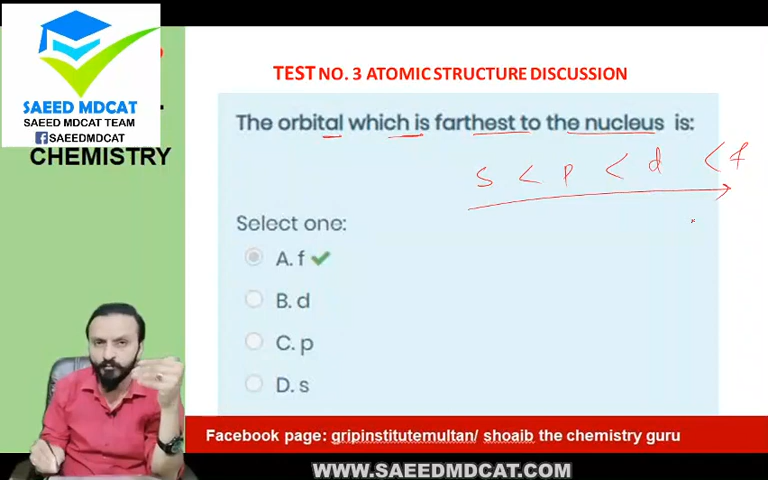 SAEED MDCAT
SAEED MDCAT TEAM
f SAEEDMDCAT
CHEMISTRY
TEST NO. 3 ATOMIC STRUCTURE DISCUSSION
The orbital which is farthest to the nucleus is:
s < p < d < f
Select one:
A. f
B. d
C. p
D. s
Facebook page: gripinstitutemultan/ shoaib the chemistry guru
WWW.SAEEDMDCAT.COM